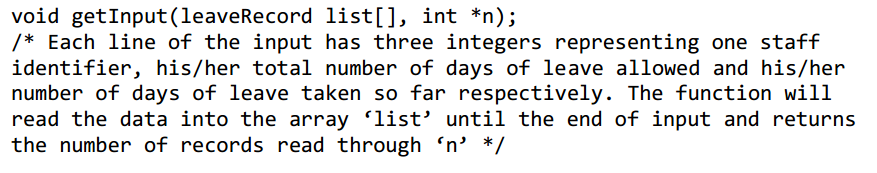 void getInput(leaveRecord list[], int *n);
/* Each line of the input has three integers representing one staff
identifier, his/her total number of days of leave allowed and his/her
number of days of leave taken so far respectively. The function will
read the data into the array ‘list’ until the end of input and returns
the number of records read through ‘n’ */